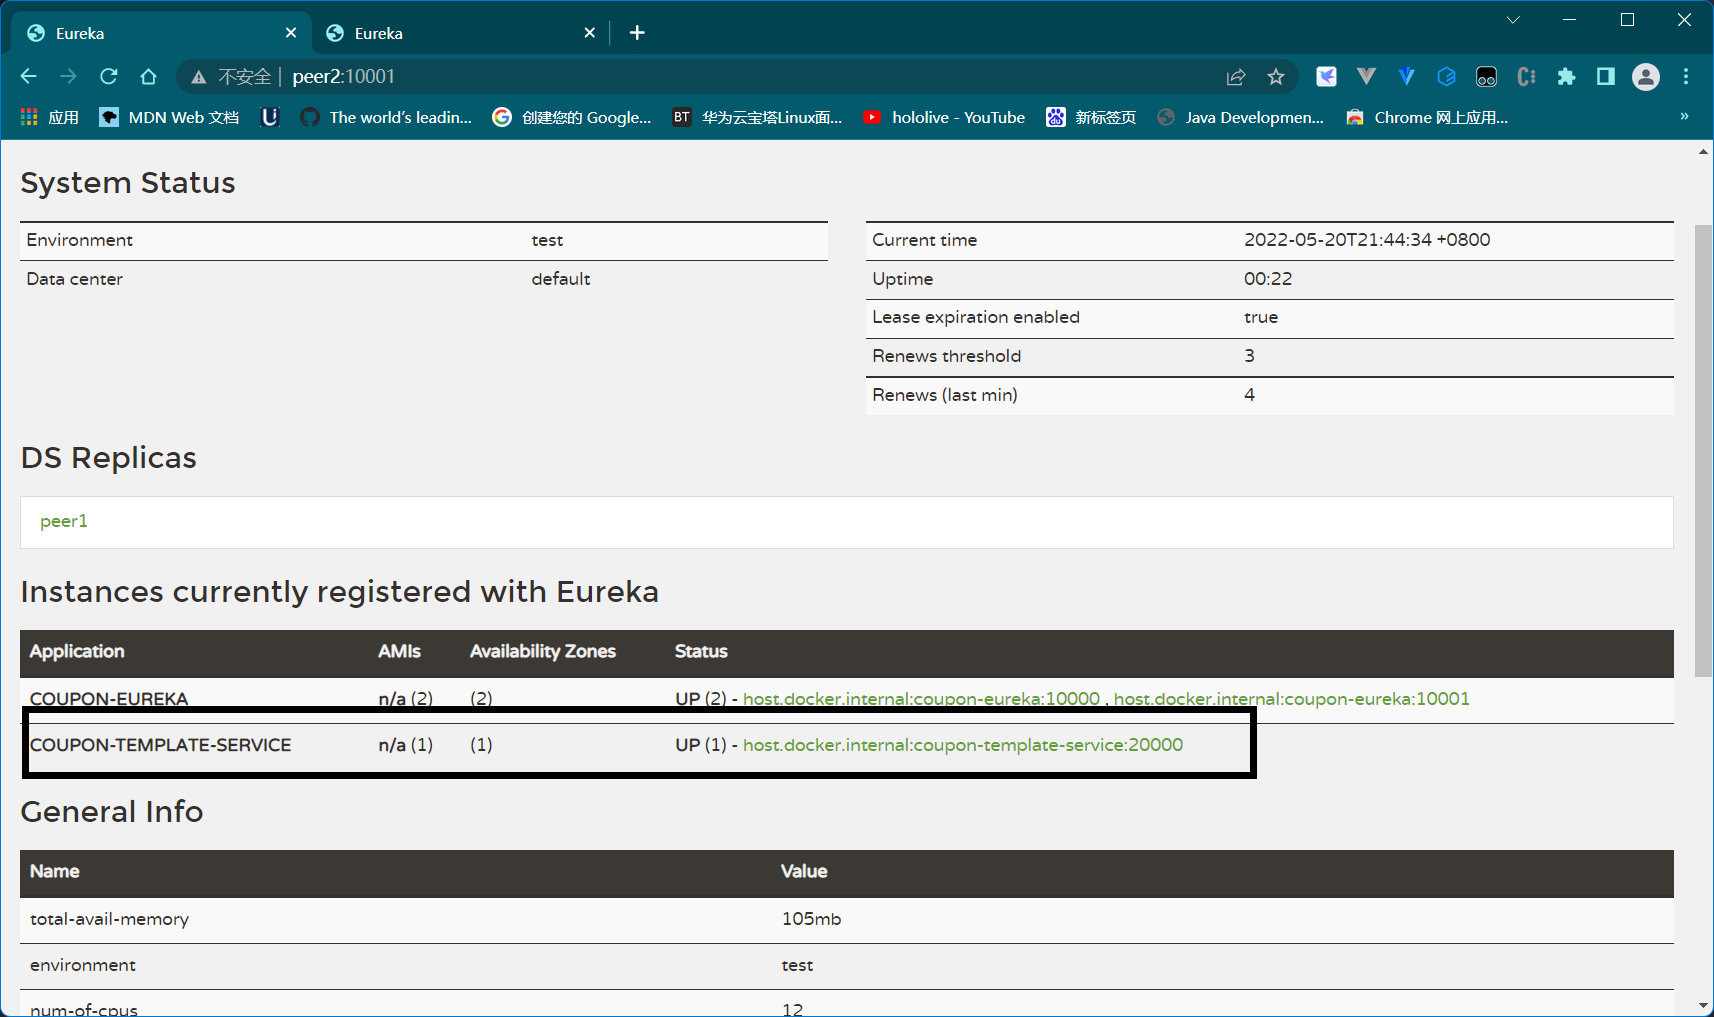 Eureka
Eureka
不安全 | peer2:10001
应用 MDN Web 文档 The world's leadin... 创建您的 Google... BT 华为云宝塔Linux面... hololive - YouTube 新标签页 Java Developmen... Chrome 网上应用... »
System Status
Environment test
Data center default
Current time 2022-05-20T21:44:34 +0800
Uptime 00:22
Lease expiration enabled true
Renews threshold 3
Renews (last min) 4
DS Replicas
peer1
Instances currently registered with Eureka
Application AMIs Availability Zones Status
COUPON-EUREKA n/a (2) (2) UP (2) - host.docker.internal:coupon-eureka:10000 , host.docker.internal:coupon-eureka:10001
COUPON-TEMPLATE-SERVICE n/a (1) (1) UP (1) - host.docker.internal:coupon-template-service:20000
General Info
Name Value
total-avail-memory 105mb
environment test
num-of-cpus 12